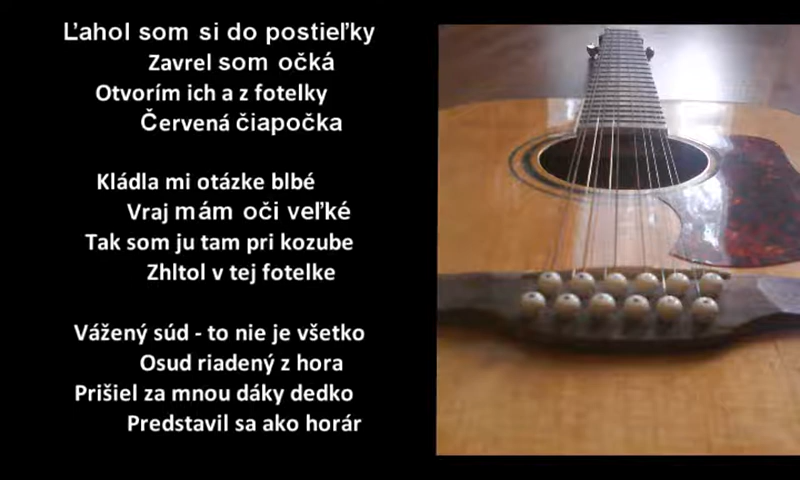 Ľahol som si do postieľky
Zavrel som očká
Otvorím ich a z fotelky
Červená čiapočka
Kládla mi otázke blbé
Vraj mám oči veľké
Tak som ju tam pri kozube
Zhltol v tej fotelke
Vážený súd - to nie je všetko
Osud riadený z hora
Prišiel za mnou dáky dedko
Predstavil sa ako horár